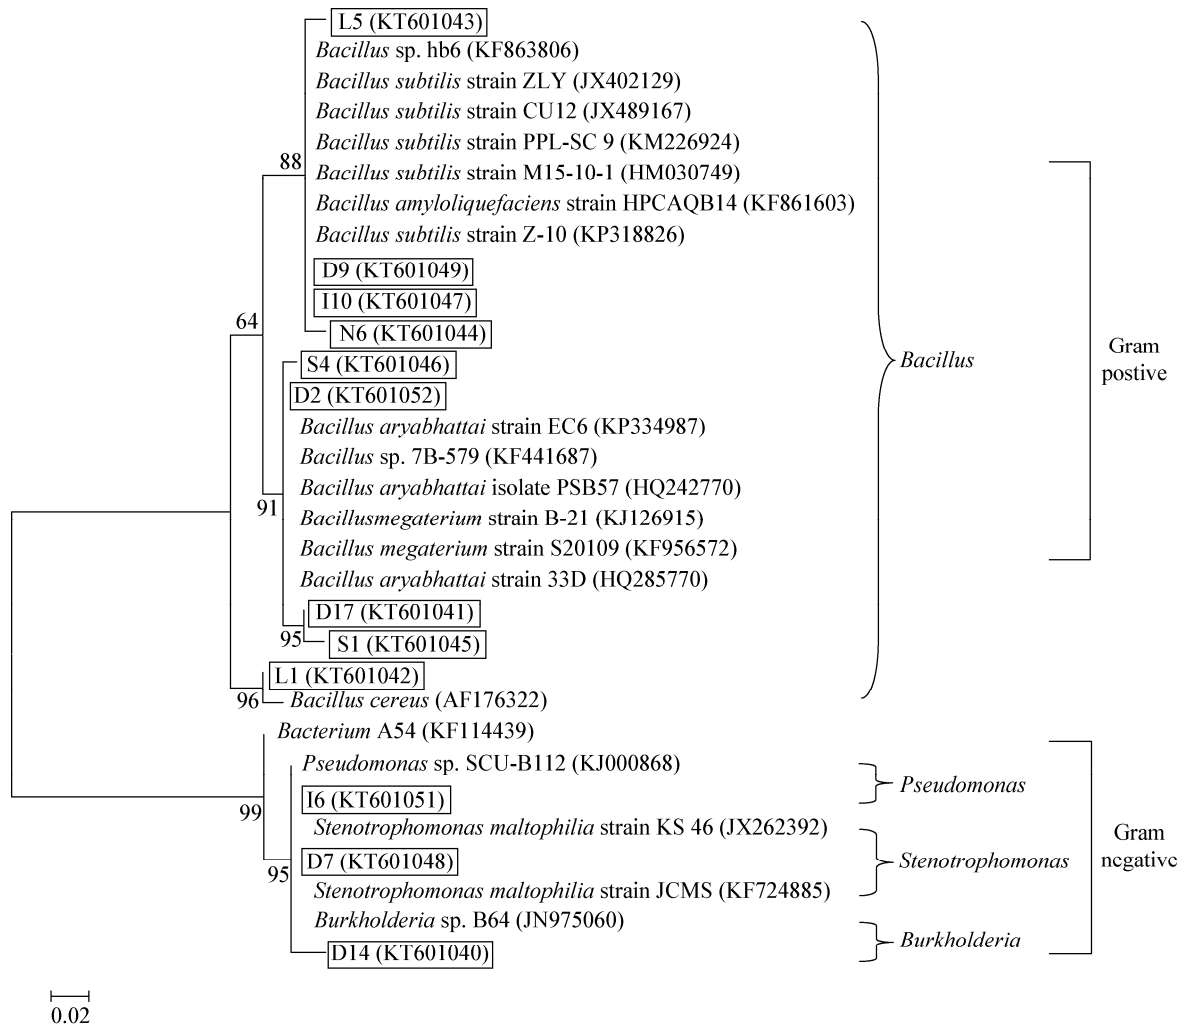 L5 (KT601043)
Bacillus sp. hb6 (KF863806)
Bacillus subtilis strain ZLY (JX402129)
Bacillus subtilis strain CU12 (JX489167)
Bacillus subtilis strain PPL-SC 9 (KM226924)
88
Bacillus subtilis strain M15-10-1 (HM030749)
Bacillus amyloliquefaciens strain HPCAQB14 (KF861603)
Bacillus subtilis strain Z-10 (KP318826)
D9 (KT601049)
I10 (KT601047)
64
N6 (KT601044)
S4 (KT601046)
Bacillus
Gram
postive
D2 (KT601052)
Bacillus aryabhattai strain EC6 (KP334987)
Bacillus sp. 7B-579 (KF441687)
Bacillus aryabhattai isolate PSB57 (HQ242770)
91
Bacillusmegaterium strain B-21 (KJ126915)
Bacillus megaterium strain S20109 (KF956572)
Bacillus aryabhattai strain 33D (HQ285770)
D17 (KT601041)
95
S1 (KT601045)
L1 (KT601042)
96
Bacillus cereus (AF176322)
Bacterium A54 (KF114439)
Pseudomonas sp. SCU-B112 (KJ000868)
Pseudomonas
I6 (KT601051)
99
Stenotrophomonas maltophilia strain KS 46 (JX262392)
Gram
negative
D7 (KT601048)
Stenotrophomonas
95
Stenotrophomonas maltophilia strain JCMS (KF724885)
Burkholderia sp. B64 (JN975060)
Burkholderia
D14 (KT601040)
0.02